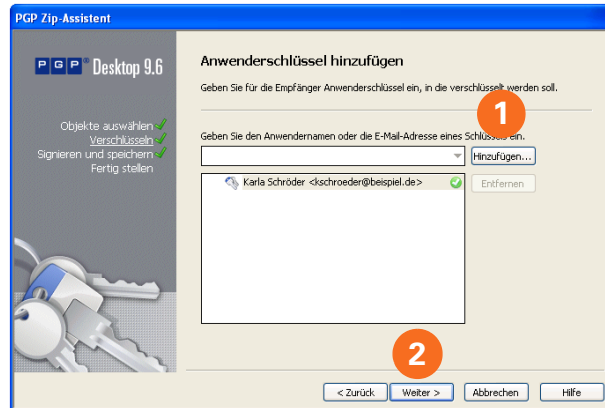 PGP Zip-Assistent
PGP® Desktop 9.6
Objekte auswählen
Verschlüsseln
Signieren und speichern
Fertig stellen
Anwenderschlüssel hinzufügen
Geben Sie für die Empfänger Anwenderschlüssel ein, in die verschlüsselt werden soll.
1
Geben Sie den Anwendernamen oder die E-Mail-Adresse eines Schlüssels ein.
Hinzufügen...
Karla Schröder <kschroeder@beispiel.de>
Entfernen
2
< Zurück
Weiter >
Abbrechen
Hilfe